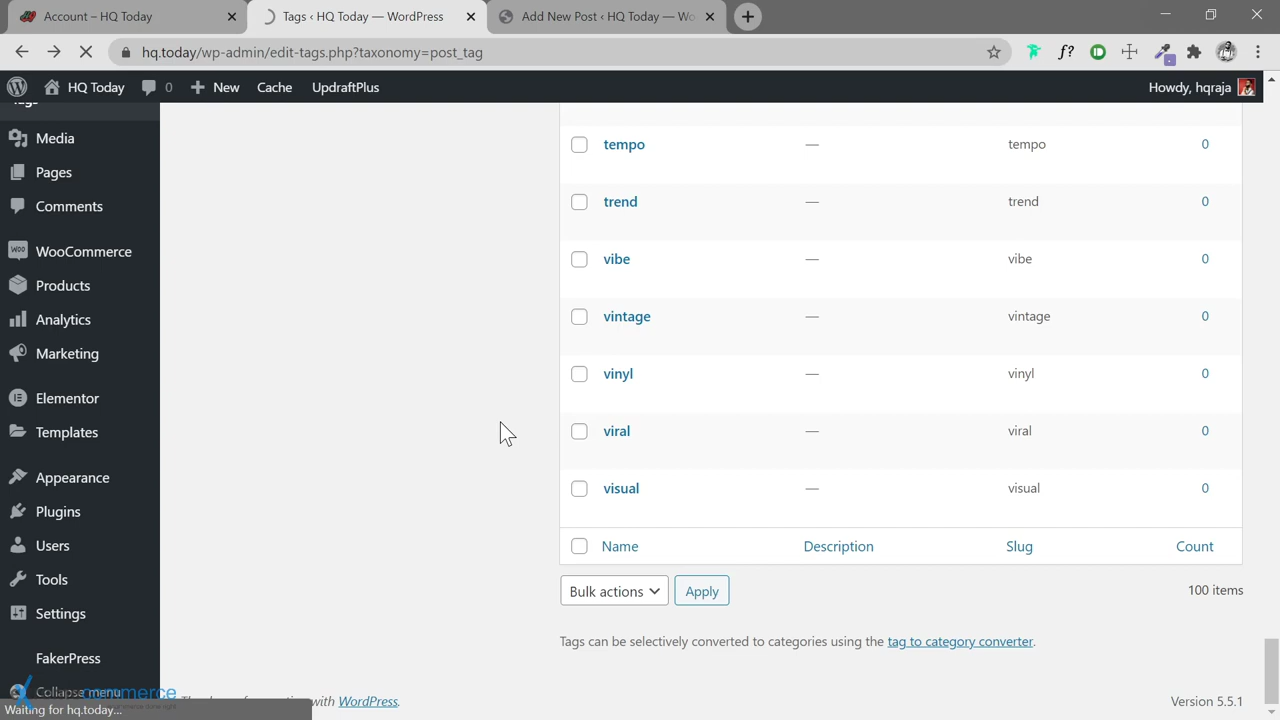 Account – HQ Today
Tags ‹ HQ Today — WordPress
Add New Post ‹ HQ Today — Wo
hq.today/wp-admin/edit-tags.php?taxonomy=post_tag
f?
HQ Today
0
New
Cache
UpdraftPlus
Howdy, hqraja
Tags
Media
Pages
Comments
WooCommerce
Products
Analytics
Marketing
Elementor
Templates
Appearance
Plugins
Users
Tools
Settings
FakerPress
Collapse menu
tempo — tempo 0
trend — trend 0
vibe — vibe 0
vintage — vintage 0
vinyl — vinyl 0
viral — viral 0
visual — visual 0
Name Description Slug Count
Bulk actions Apply 100 items
Tags can be selectively converted to categories using the tag to category converter.
with WordPress.
Version 5.5.1
commerce
Waiting for hq.today...